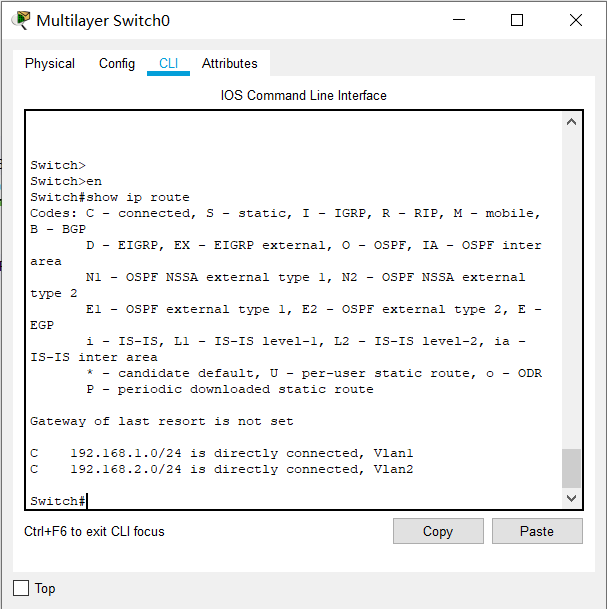 Multilayer Switch0
Physical Config CLI Attributes
IOS Command Line Interface
Switch>
Switch>en
Switch#show ip route
Codes: C - connected, S - static, I - IGRP, R - RIP, M - mobile,
B - BGP
D - EIGRP, EX - EIGRP external, O - OSPF, IA - OSPF inter
area
N1 - OSPF NSSA external type 1, N2 - OSPF NSSA external
type 2
E1 - OSPF external type 1, E2 - OSPF external type 2, E -
EGP
i - IS-IS, L1 - IS-IS level-1, L2 - IS-IS level-2, ia -
IS-IS inter area
* - candidate default, U - per-user static route, o - ODR
P - periodic downloaded static route
Gateway of last resort is not set
C 192.168.1.0/24 is directly connected, Vlan1
C 192.168.2.0/24 is directly connected, Vlan2
Switch#
Ctrl+F6 to exit CLI focus Copy Paste
Top